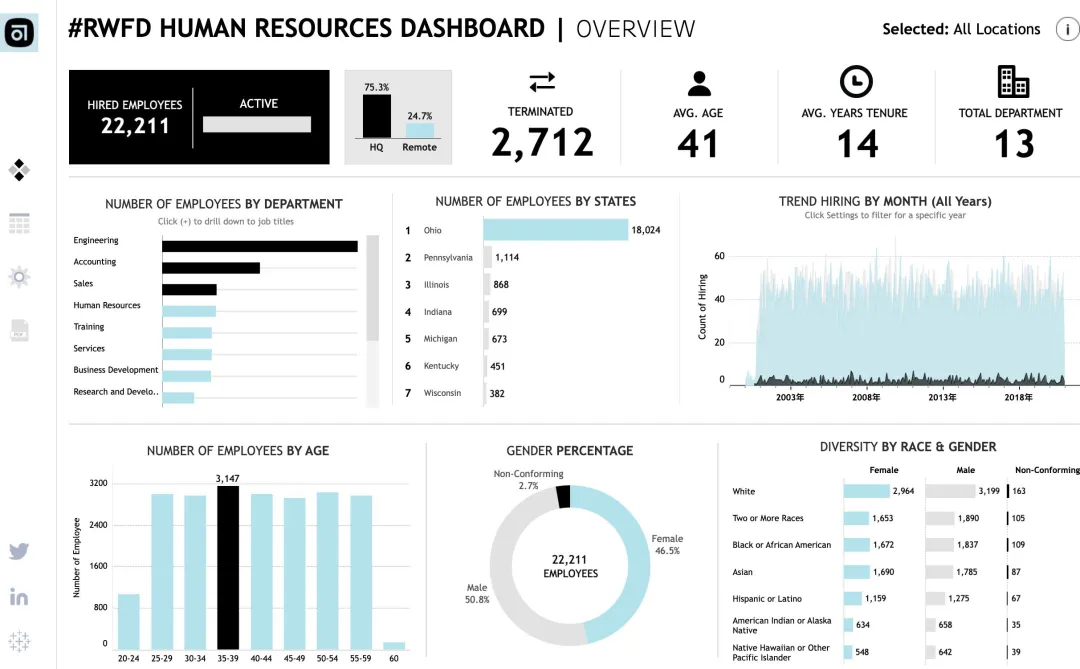 #RWFD HUMAN RESOURCES DASHBOARD | OVERVIEW
Selected: All Locations
i
HIRED EMPLOYEES
22,211
ACTIVE
75.3%
24.7%
HQ
Remote
TERMINATED
2,712
AVG. AGE
41
AVG. YEARS TENURE
14
TOTAL DEPARTMENT
13
NUMBER OF EMPLOYEES BY DEPARTMENT
Click (+) to drill down to job titles
Engineering
Accounting
Sales
Human Resources
Training
Services
Business Development
Research and Develo..
NUMBER OF EMPLOYEES BY STATES
1 Ohio 18,024
2 Pennsylvania 1,114
3 Illinois 868
4 Indiana 699
5 Michigan 673
6 Kentucky 451
7 Wisconsin 382
TREND HIRING BY MONTH (All Years)
Click Settings to filter for a specific year
Count of Hiring
60
40
20
0
2003年 2008年 2013年 2018年
NUMBER OF EMPLOYEES BY AGE
Number of Employee
3200
2400
1600
800
0
3,147
20-24 25-29 30-34 35-39 40-44 45-49 50-54 55-59 60
GENDER PERCENTAGE
Non-Conforming
2.7%
Female
46.5%
22,211
EMPLOYEES
Male
50.8%
DIVERSITY BY RACE & GENDER
Female Male Non-Conforming
White 2,964 3,199 163
Two or More Races 1,653 1,890 105
Black or African American 1,672 1,837 109
Asian 1,690 1,785 87
Hispanic or Latino 1,159 1,275 67
American Indian or Alaska
Native 634 658 35
Native Hawaiian or Other
Pacific Islander 548 642 39
PDF
in